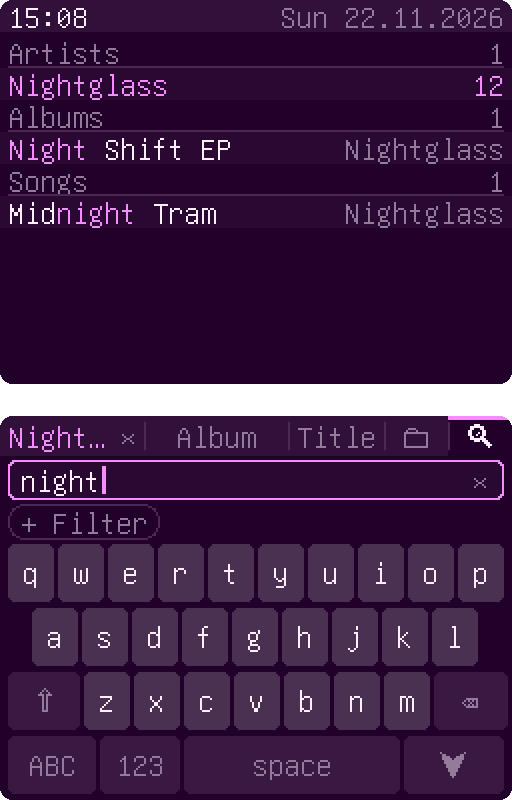 15:08 Sun 22.11.2026
Artists 1
Nightglass 12
Albums 1
Night Shift EP Nightglass
Songs 1
Midnight Tram Nightglass
Night… × Album Title
night ×
+ Filter
q w e r t y u i o p
a s d f g h j k l
⇧ z x c v b n m ⌫
ABC 123 space